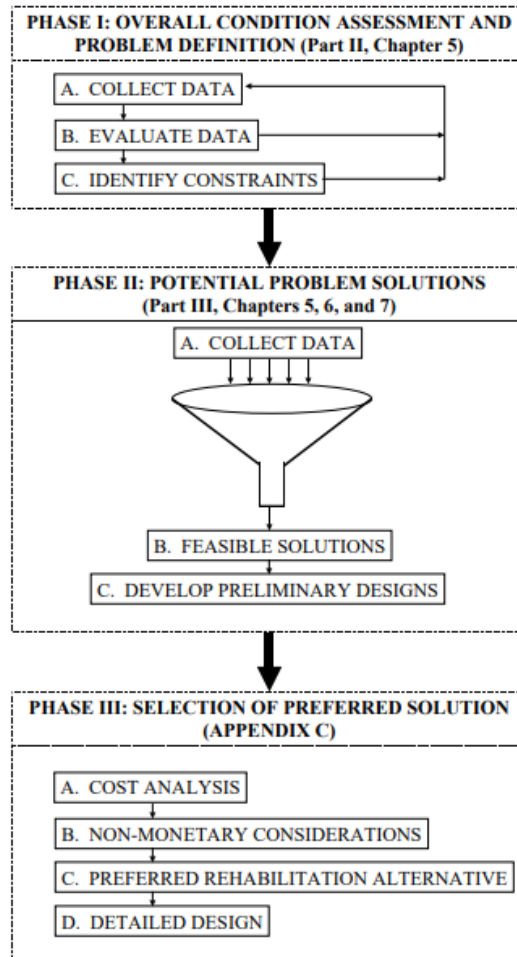 PHASE I: OVERALL CONDITION ASSESSMENT AND
PROBLEM DEFINITION (Part II, Chapter 5)
A. COLLECT DATA
B. EVALUATE DATA
C. IDENTIFY CONSTRAINTS
PHASE II: POTENTIAL PROBLEM SOLUTIONS
(Part III, Chapters 5, 6, and 7)
A. COLLECT DATA
B. FEASIBLE SOLUTIONS
C. DEVELOP PRELIMINARY DESIGNS
PHASE III: SELECTION OF PREFERRED SOLUTION
(APPENDIX C)
A. COST ANALYSIS
B. NON-MONETARY CONSIDERATIONS
C. PREFERRED REHABILITATION ALTERNATIVE
D. DETAILED DESIGN